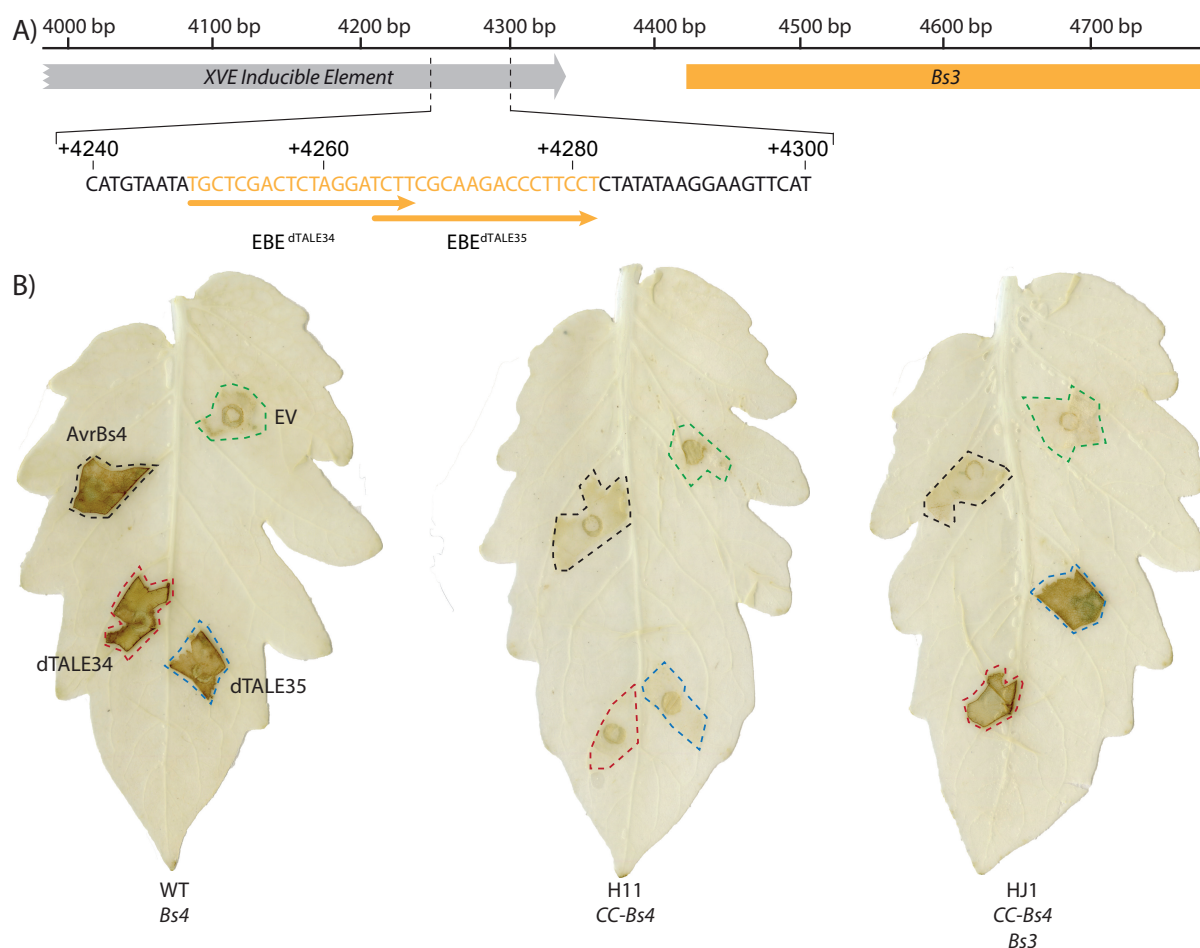 A)
4000 bp 4100 bp 4200 bp 4300 bp 4400 bp 4500 bp 4600 bp 4700 bp
XVE Inducible Element Bs3
+4240 +4260 +4280 +4300
CATGTAATATGCTCGACTCTAGGATCTTCGCAAGACCCTTCCTCTATATAAGGAAGTTCAT
EBE dTALE34 EBE dTALE35
B)
EV
AvrBs4
dTALE34
dTALE35
WT
Bs4
H11
CC-Bs4
HJ1
CC-Bs4
Bs3